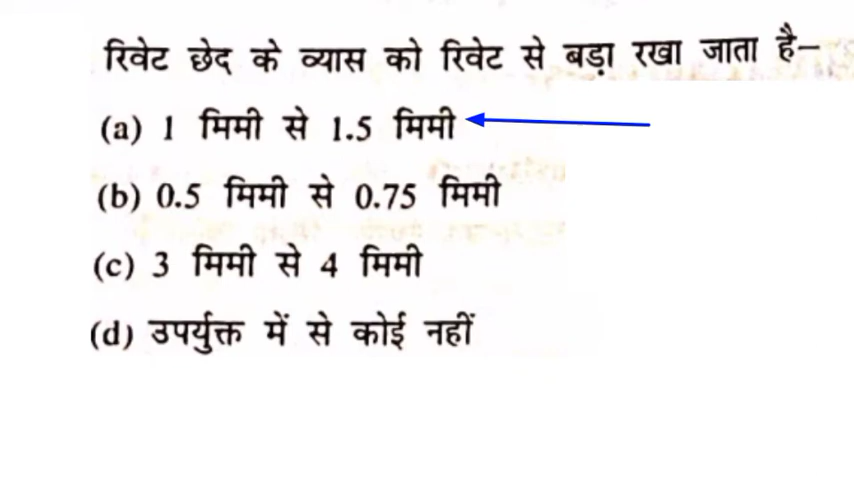 रिवेट छेद के व्यास को रिवेट से बड़ा रखा जाता है–
(a) 1 मिमी से 1.5 मिमी
(b) 0.5 मिमी से 0.75 मिमी
(c) 3 मिमी से 4 मिमी
(d) उपर्युक्त में से कोई नहीं